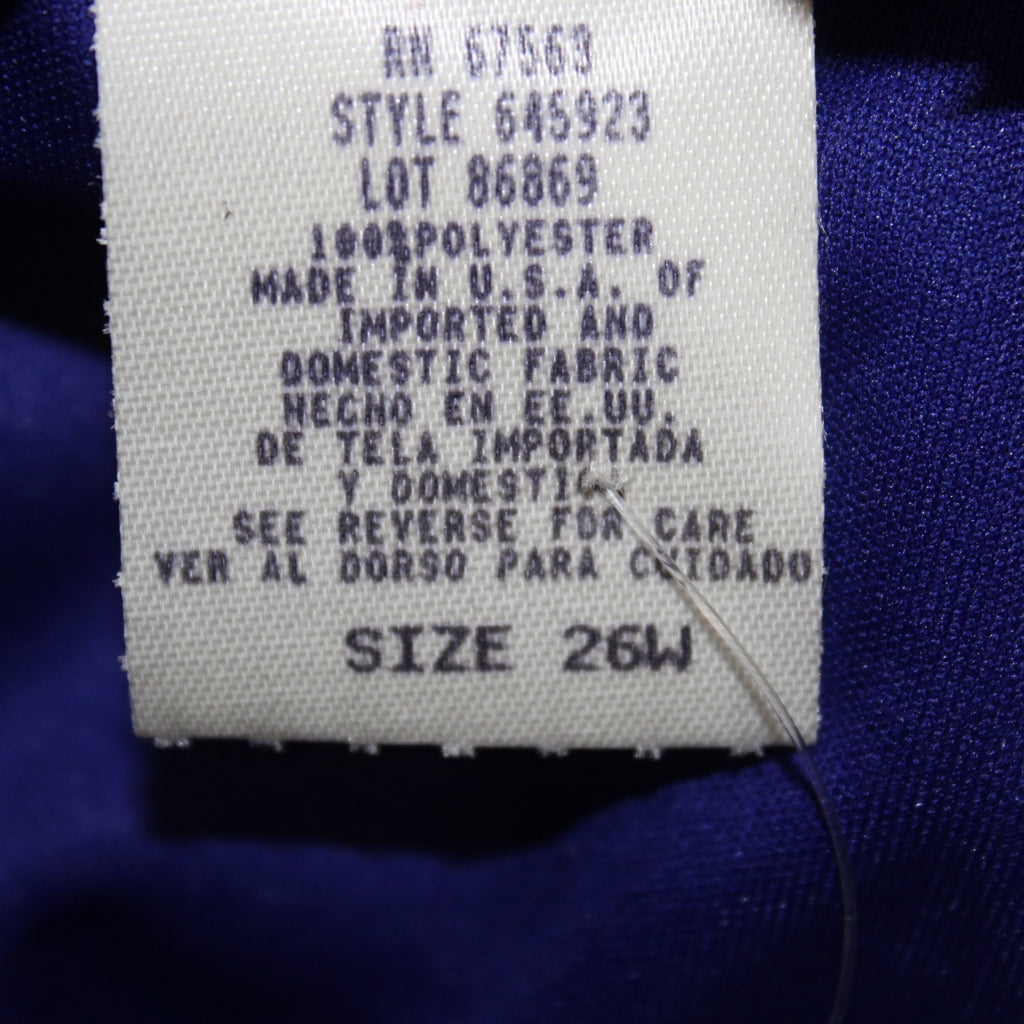 RN 67563
STYLE 645923
LOT 86869
100%POLYESTER
MADE IN U.S.A. OF
IMPORTED AND
DOMESTIC FABRIC
HECHO EN EE.UU.
DE TELA IMPORTADA
Y DOMESTIC
SEE REVERSE FOR CARE
VER AL DORSO PARA CUIDADO
SIZE 26W